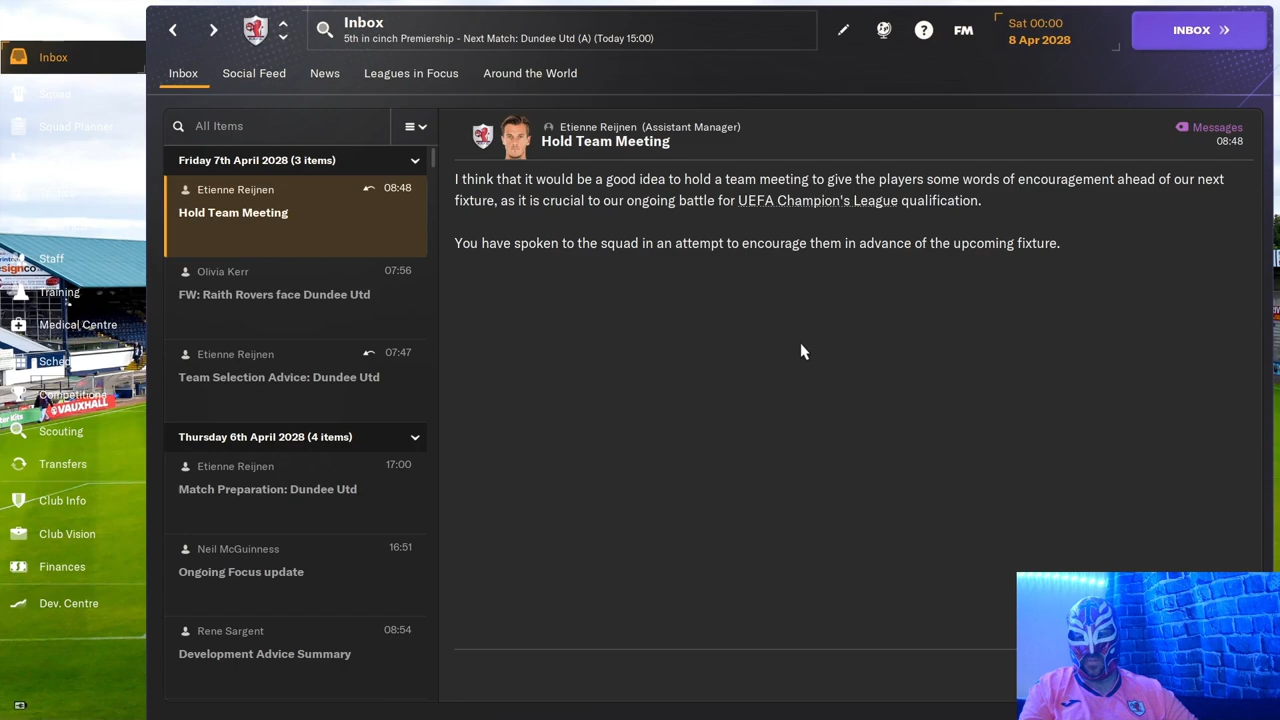 Inbox
5th in cinch Premiership - Next Match: Dundee Utd (A) (Today 15:00)
FM
Sat 00:00
8 Apr 2028
INBOX
Inbox
Squad
Squad Planner
Staff
Training
Medical Centre
Sched
Competitions
Scouting
Transfers
Club Info
Club Vision
Finances
Dev. Centre
signco
VAUXHALL
Inbox
Social Feed
News
Leagues in Focus
Around the World
All Items
Friday 7th April 2028 (3 items)
Etienne Reijnen
08:48
Hold Team Meeting
Olivia Kerr
07:56
FW: Raith Rovers face Dundee Utd
Etienne Reijnen
07:47
Team Selection Advice: Dundee Utd
Thursday 6th April 2028 (4 items)
Etienne Reijnen
17:00
Match Preparation: Dundee Utd
Neil McGuinness
16:51
Ongoing Focus update
Rene Sargent
08:54
Development Advice Summary
Etienne Reijnen (Assistant Manager)
Hold Team Meeting
Messages
08:48
I think that it would be a good idea to hold a team meeting to give the players some words of encouragement ahead of our next
fixture, as it is crucial to our ongoing battle for UEFA Champion's League qualification.
You have spoken to the squad in an attempt to encourage them in advance of the upcoming fixture.